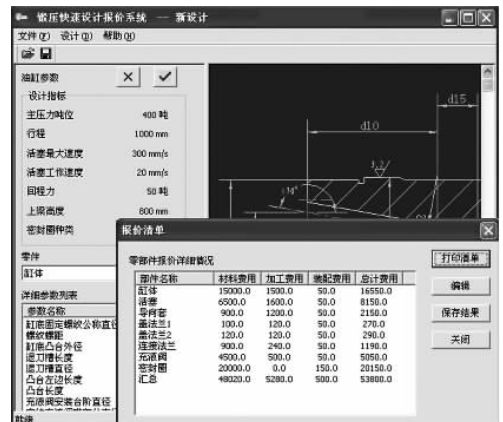 锻压快速设计报价系统 — 新设计
文件(F) 设计(D) 帮助(H)
油缸参数
设计指标
主压力吨位 400 吨
行程 1000 mm
活塞最大速度 300 mm/s
活塞工作速度 20 mm/s
回程力 50 吨
上梁高度 800 mm
密封圈种类
零件
缸体
详细参数列表
参数名称
缸底固定螺纹公称直径
螺纹螺距
缸底凸台外径
退刀槽长度
退刀槽直径
凸台左边长度
凸台长度
充液阀安装台阶直径
就绪
d15
d10
3.2
14°
报价清单
零部件报价详细情况
部件名称 材料费用 加工费用 装配费用 总计费用
缸体 15000.0 1500.0 50.0 16550.0
活塞 6500.0 1600.0 50.0 8150.0
导向套 900.0 1200.0 50.0 2150.0
盖法兰1 100.0 120.0 50.0 270.0
盖法兰2 120.0 120.0 50.0 290.0
连接法兰 900.0 240.0 50.0 1190.0
充液阀 4500.0 500.0 50.0 5050.0
密封圈 20000.0 0.0 150.0 20150.0
汇总 48020.0 5280.0 500.0 53800.0
打印清单
编辑
保存结果
关闭